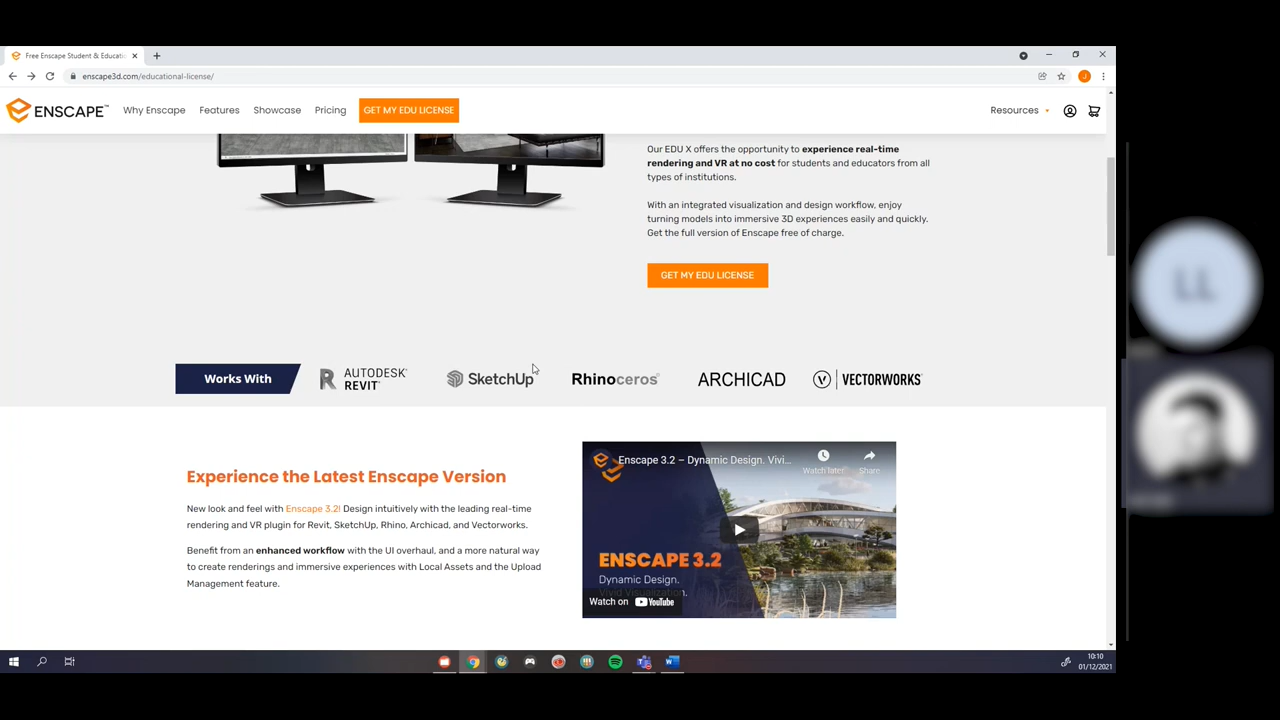 Free Enscape Student & Educatio
enscape3d.com/educational-license/
J
ENSCAPE™
Why Enscape
Features
Showcase
Pricing
GET MY EDU LICENSE
Resources
Our EDU X offers the opportunity to experience real-time
rendering and VR at no cost for students and educators from all
types of institutions.
With an integrated visualization and design workflow, enjoy
turning models into immersive 3D experiences easily and quickly.
Get the full version of Enscape free of charge.
GET MY EDU LICENSE
LL
Works With
R AUTODESK REVIT®
SketchUp
Rhinoceros®
ARCHICAD
V VECTORWORKS®
Experience the Latest Enscape Version
New look and feel with Enscape 3.2! Design intuitively with the leading real-time
rendering and VR plugin for Revit, SketchUp, Rhino, Archicad, and Vectorworks.
Benefit from an enhanced workflow with the UI overhaul, and a more natural way
to create renderings and immersive experiences with Local Assets and the Upload
Management feature.
Enscape 3.2 – Dynamic Design. Vivi...
Watch later
Share
ENSCAPE 3.2
Dynamic Design.
Vivid Visualization.
Watch on YouTube
10:10
01/12/2021